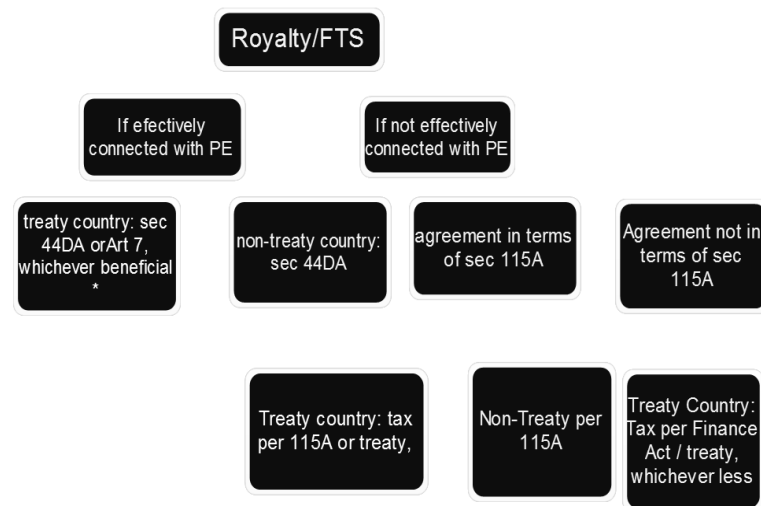 Royalty/FTS
If efectively
connected with PE
If not effectively
connected with PE
treaty country: sec
44DA orArt 7,
whichever beneficial
*
non-treaty country:
sec 44DA
agreement in terms
of sec 115A
Agreement not in
terms of sec
115A
Treaty country: tax
per 115A or treaty,
Non-Treaty per
115A
Treaty Country:
Tax per Finance
Act / treaty,
whichever less